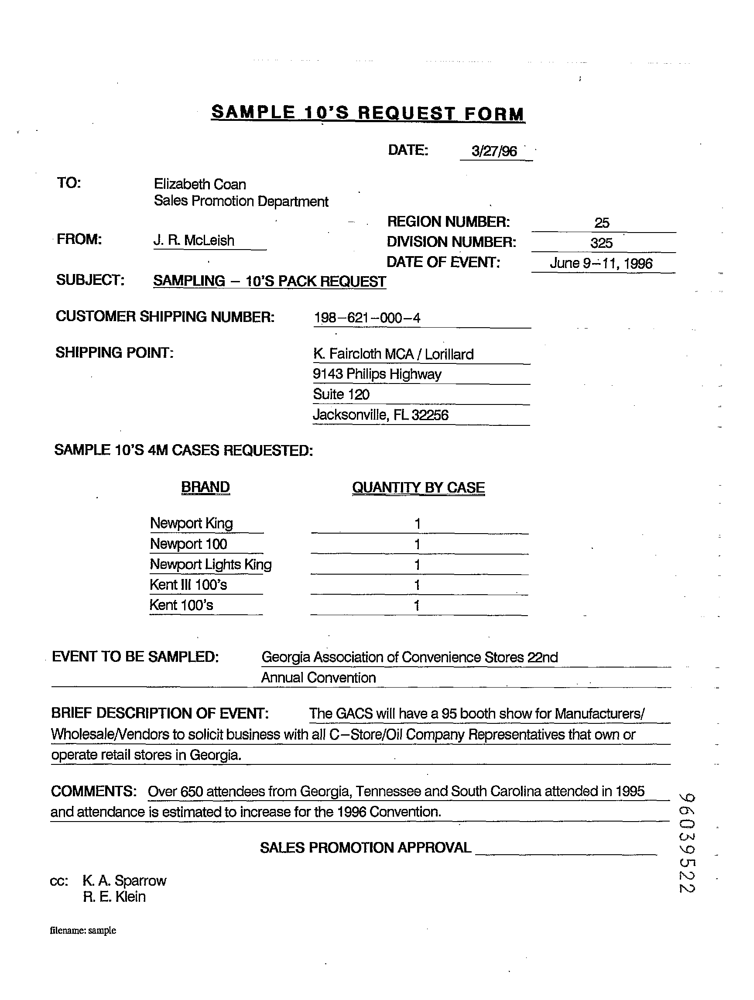 SAMPLE 10'S REQUEST FORM
DATE: 3/27/96
TO: Elizabeth Coan
Sales Promotion Department
REGION NUMBER: 25
FROM: J. R. McLeish DIVISION NUMBER: 325
DATE OF EVENT: June 9-11, 1996
SUBJECT: SAMPLING - 10'S PACK REQUEST
CUSTOMER SHIPPING NUMBER: 198-621-000-4
SHIPPING POINT: K. Faircloth MCA / Lorillard
9143 Philips Highway
Suite 120
Jacksonville, FL 32256
SAMPLE 10'S 4M CASES REQUESTED:
BRAND QUANTITY BY CASE
Newport King 1
Newport 100 1
Newport Lights King 1
Kent III 100's 1
Kent 100's 1
EVENT TO BE SAMPLED: Georgia Association of Convenience Stores 22nd
Annual Convention
BRIEF DESCRIPTION OF EVENT: The GACS will have a 95 booth show for Manufacturers/
Wholesale/Vendors to solicit business with all C-Store/Oil Company Representatives that own or
operate retail stores in Georgia.
COMMENTS: Over 650 attendees from Georgia, Tennessee and South Carolina attended in 1995
and attendance is estimated to increase for the 1996 Convention.
SALES PROMOTION APPROVAL
cc: K. A. Sparrow
R. E. Klein
filename: sample
96039522